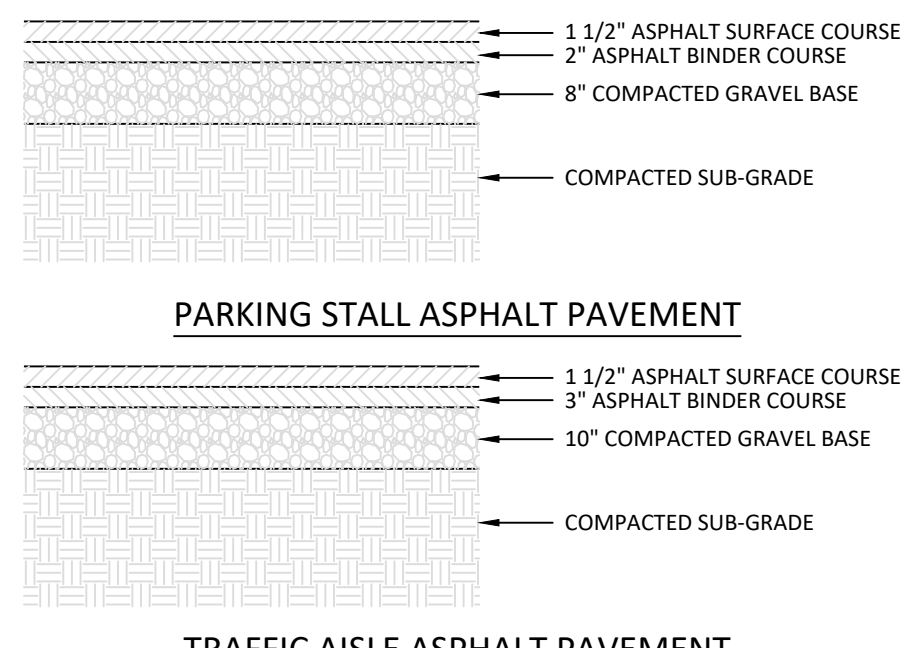 1 1/2" ASPHALT SURFACE COURSE
2" ASPHALT BINDER COURSE
8" COMPACTED GRAVEL BASE
COMPACTED SUB-GRADE
PARKING STALL ASPHALT PAVEMENT
1 1/2" ASPHALT SURFACE COURSE
3" ASPHALT BINDER COURSE
10" COMPACTED GRAVEL BASE
COMPACTED SUB-GRADE
TRAFFIC AISLE ASPHALT PAVEMENT